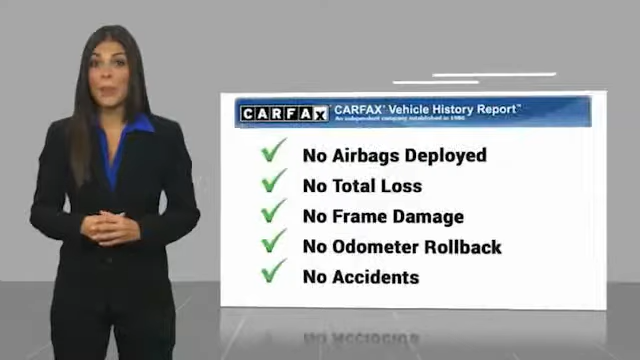 CARFAX CARFAX Vehicle History Report™
An independent company established in 1986
No Airbags Deployed
No Total Loss
No Frame Damage
No Odometer Rollback
No Accidents